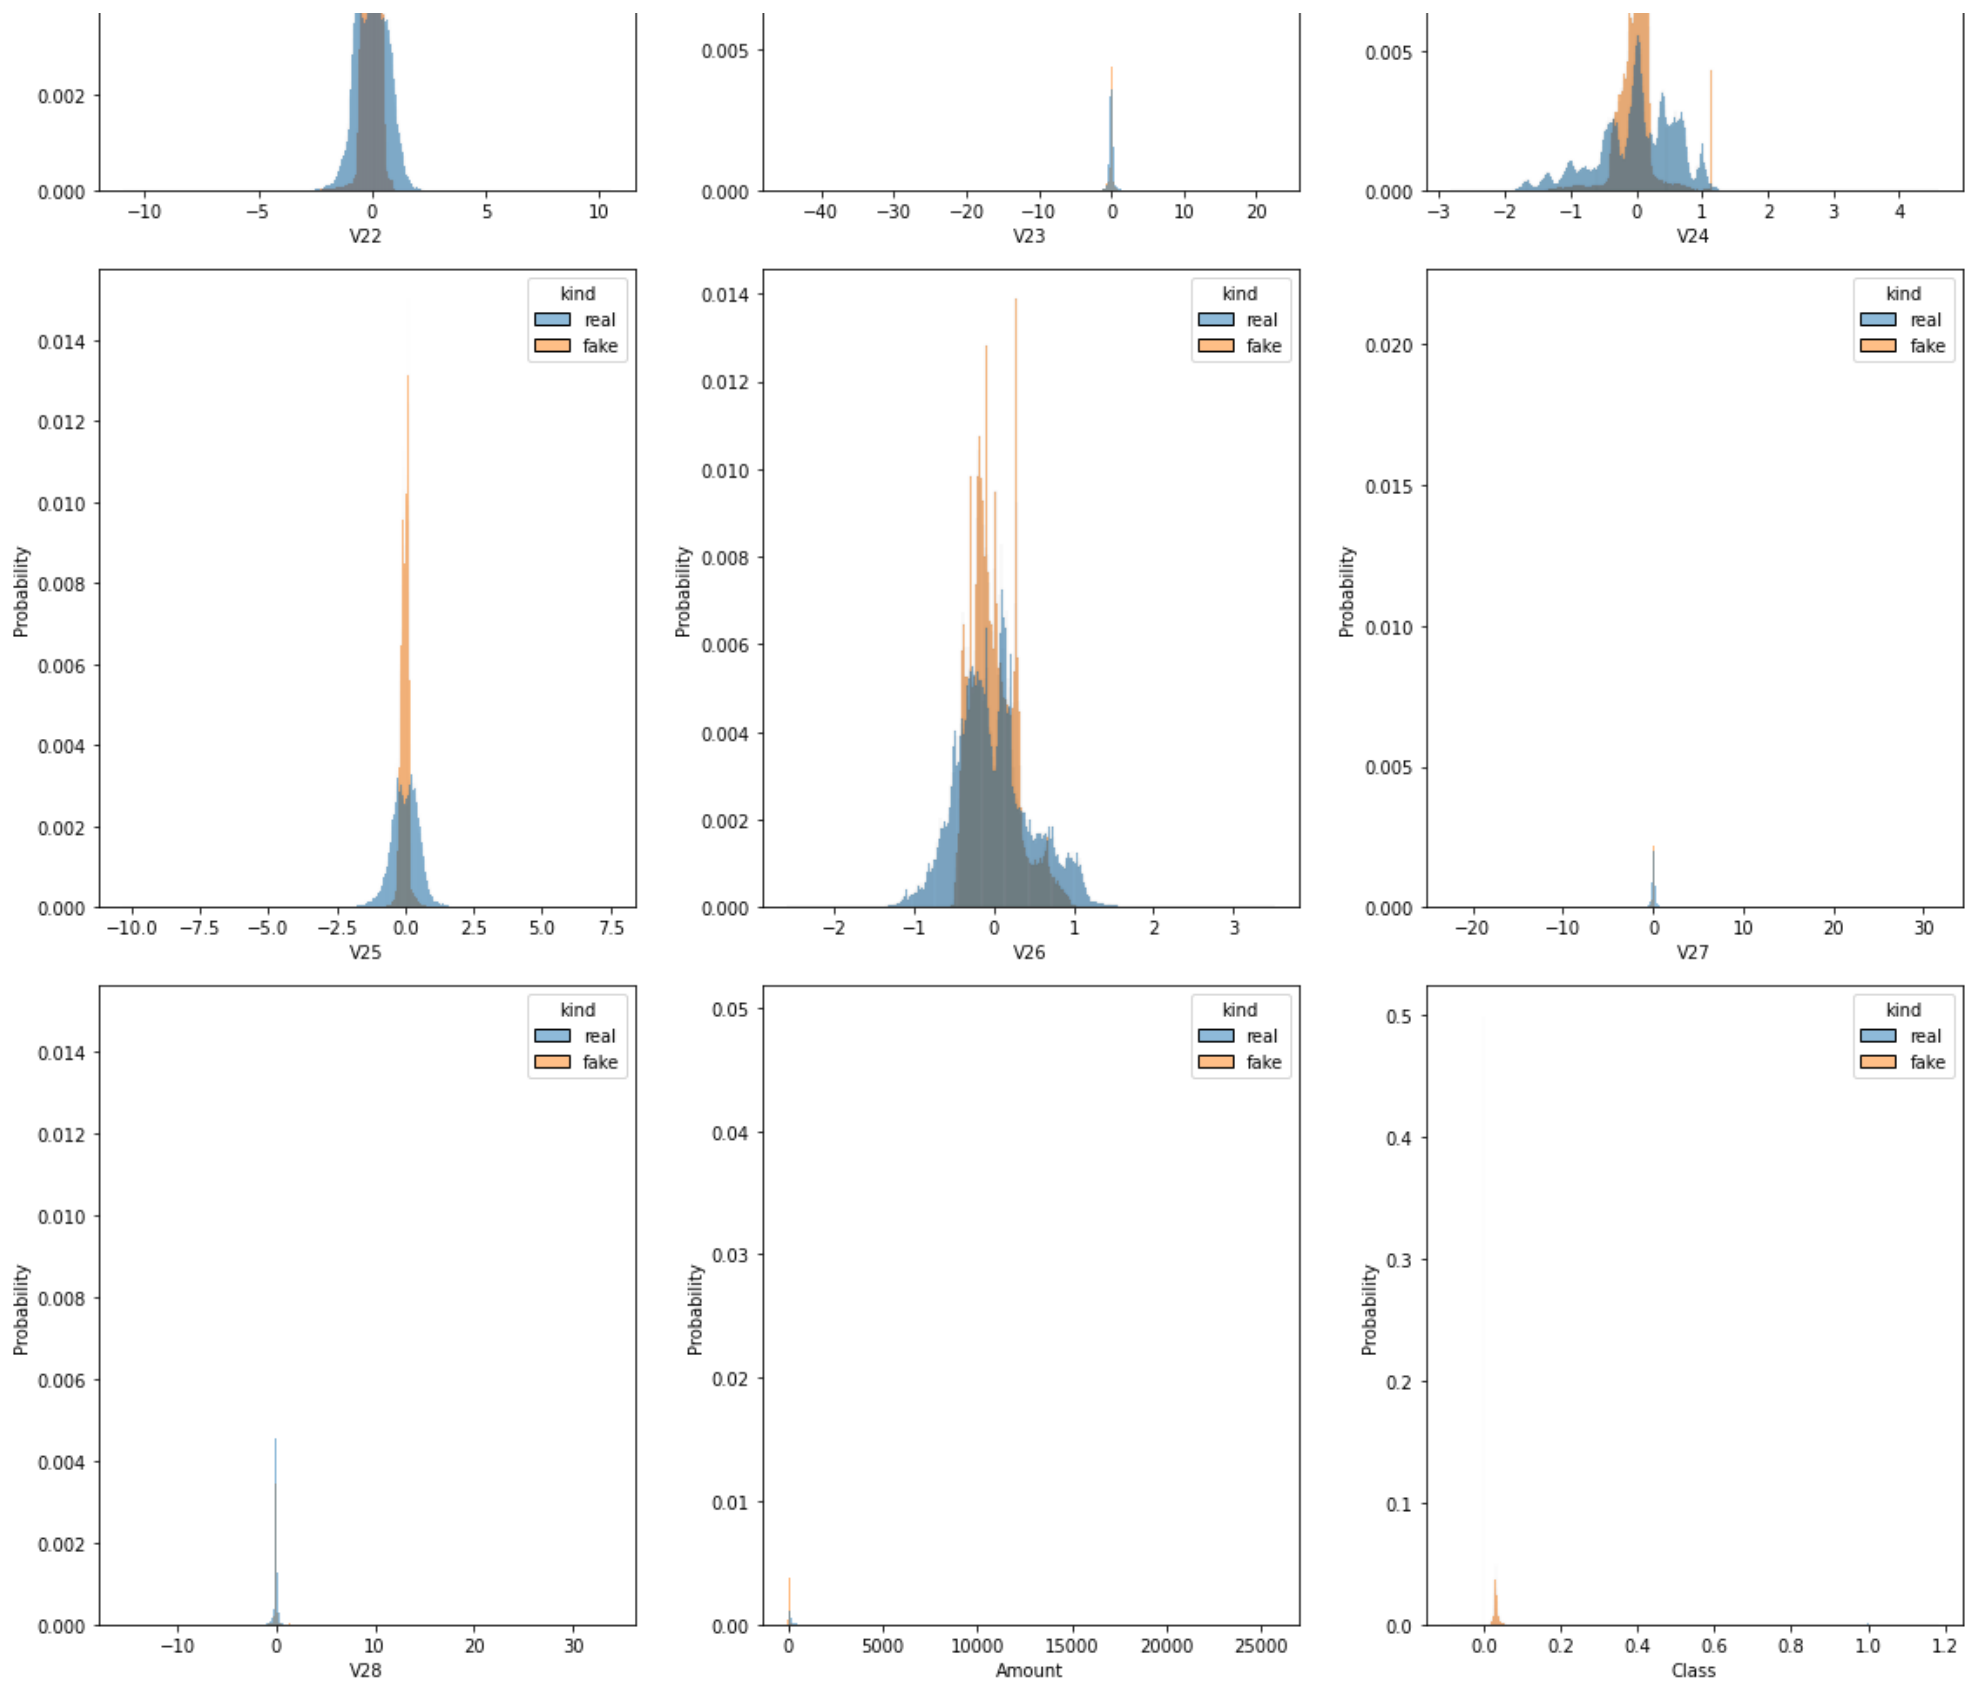 0.002
0.000
−10 −5 0 5 10
V22
0.005
0.000
−40 −30 −20 −10 0 10 20
V23
0.005
0.000
−3 −2 −1 0 1 2 3 4
V24
kind
real
fake
0.014
0.012
0.010
0.008
0.006
0.004
0.002
0.000
Probability
−10.0 −7.5 −5.0 −2.5 0.0 2.5 5.0 7.5
V25
kind
real
fake
0.014
0.012
0.010
0.008
0.006
0.004
0.002
0.000
Probability
−2 −1 0 1 2 3
V26
kind
real
fake
0.020
0.015
0.010
0.005
0.000
Probability
−20 −10 0 10 20 30
V27
kind
real
fake
0.014
0.012
0.010
0.008
0.006
0.004
0.002
0.000
Probability
−10 0 10 20 30
V28
kind
real
fake
0.05
0.04
0.03
0.02
0.01
0.00
Probability
0 5000 10000 15000 20000 25000
Amount
kind
real
fake
0.5
0.4
0.3
0.2
0.1
0.0
Probability
0.0 0.2 0.4 0.6 0.8 1.0 1.2
Class